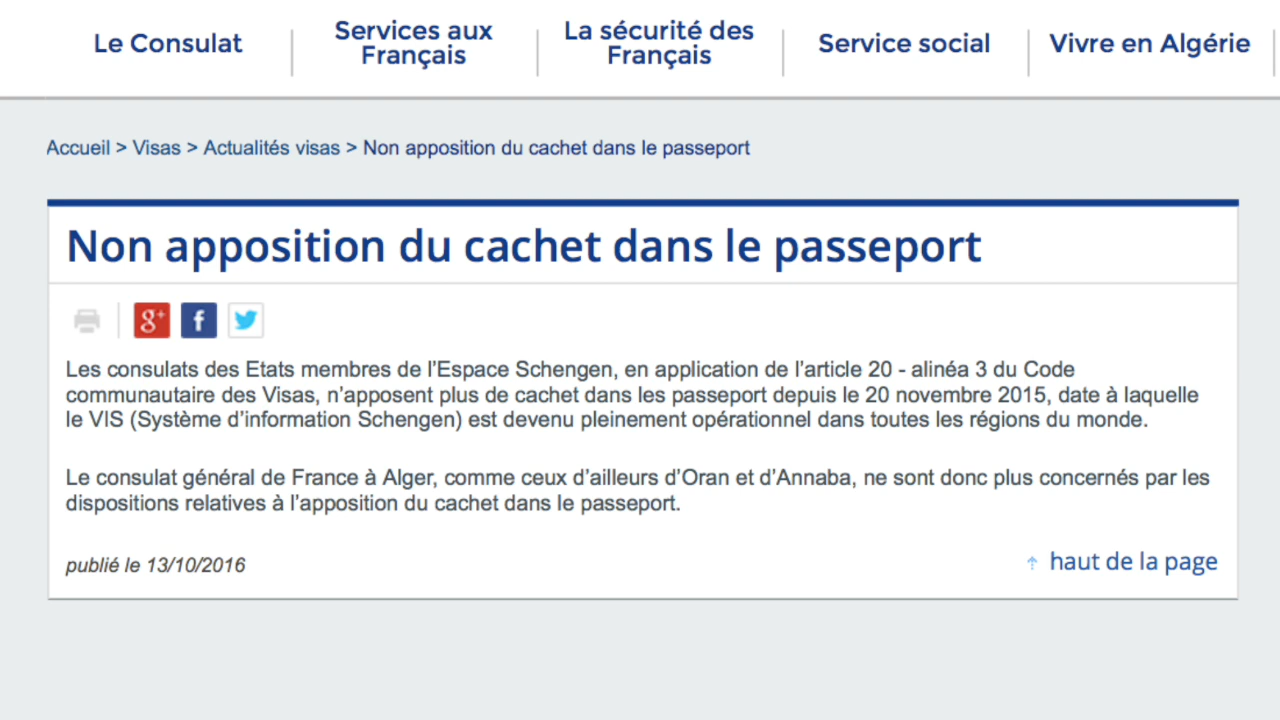 Le Consulat
Services aux
Français
La sécurité des
Français
Service social
Vivre en Algérie
Accueil > Visas > Actualités visas > Non apposition du cachet dans le passeport
Non apposition du cachet dans le passeport
g+
f
Les consulats des Etats membres de l'Espace Schengen, en application de l'article 20 - alinéa 3 du Code
communautaire des Visas, n'apposent plus de cachet dans les passeport depuis le 20 novembre 2015, date à laquelle
le VIS (Système d'information Schengen) est devenu pleinement opérationnel dans toutes les régions du monde.
Le consulat général de France à Alger, comme ceux d'ailleurs d'Oran et d'Annaba, ne sont donc plus concernés par les
dispositions relatives à l'apposition du cachet dans le passeport.
publié le 13/10/2016
haut de la page